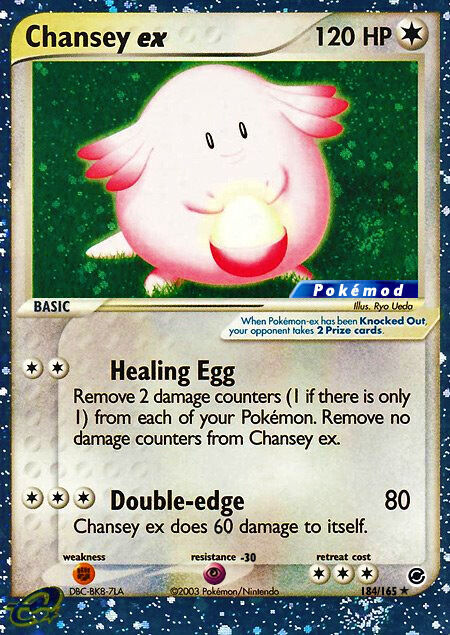 Chansey ex 120 HP
Pokémod
BASIC
Illus. Ryo Ueda
When Pokémon-ex has been Knocked Out,
your opponent takes 2 Prize cards.
Healing Egg
Remove 2 damage counters (1 if there is only
1) from each of your Pokémon. Remove no
damage counters from Chansey ex.
Double-edge 80
Chansey ex does 60 damage to itself.
weakness resistance -30 retreat cost
DBC-BK8-7LA ©2003 Pokémon/Nintendo 184/165 ★
e